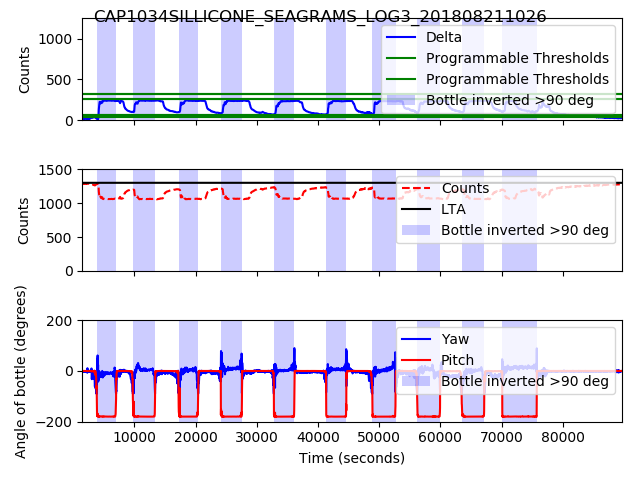 CAP1034SILLICONE_SEAGRAMS_LOG3_201808211026
1000
500
0
Counts
Delta
Programmable Thresholds
Programmable Thresholds
Bottle inverted >90 deg
1500
1000
500
0
Counts
Counts
LTA
Bottle inverted >90 deg
200
0
−200
Angle of bottle (degrees)
Yaw
Pitch
Bottle inverted >90 deg
10000 20000 30000 40000 50000 60000 70000 80000
Time (seconds)